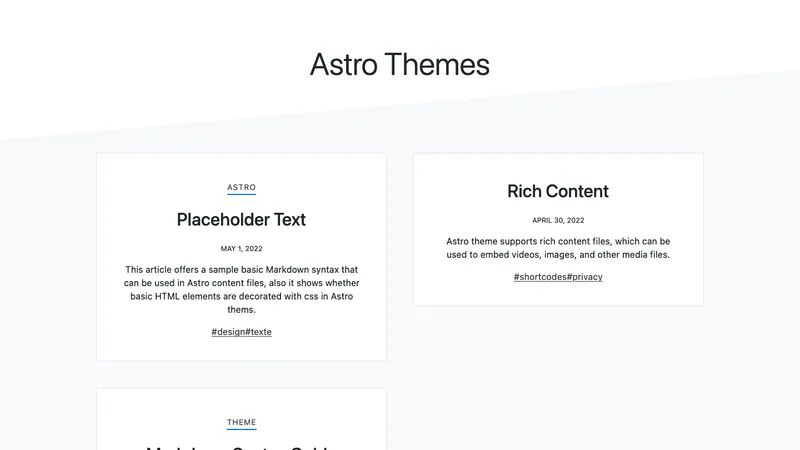 Astro Themes
ASTRO
Placeholder Text
MAY 1, 2022
This article offers a sample basic Markdown syntax that
can be used in Astro content files, also it shows whether
basic HTML elements are decorated with css in Astro
thems.
#design#texte
Rich Content
APRIL 30, 2022
Astro theme supports rich content files, which can be
used to embed videos, images, and other media files.
#shortcodes#privacy
THEME